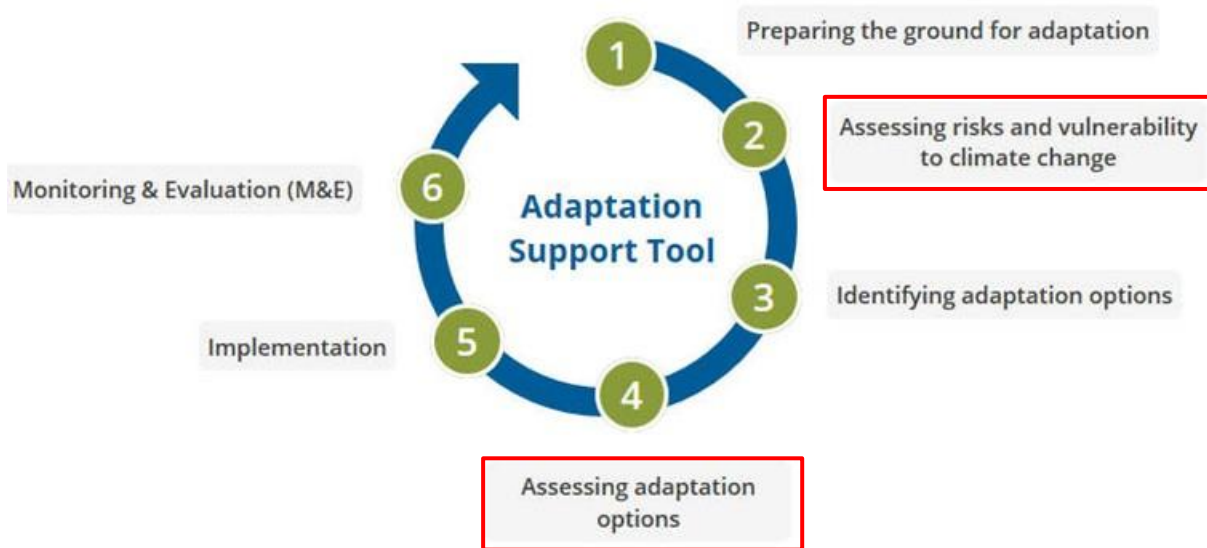 1
Preparing the ground for adaptation
2
Assessing risks and vulnerability
to climate change
3
Identifying adaptation options
4
Assessing adaptation
options
5
Implementation
6
Monitoring & Evaluation (M&E)
Adaptation
Support Tool